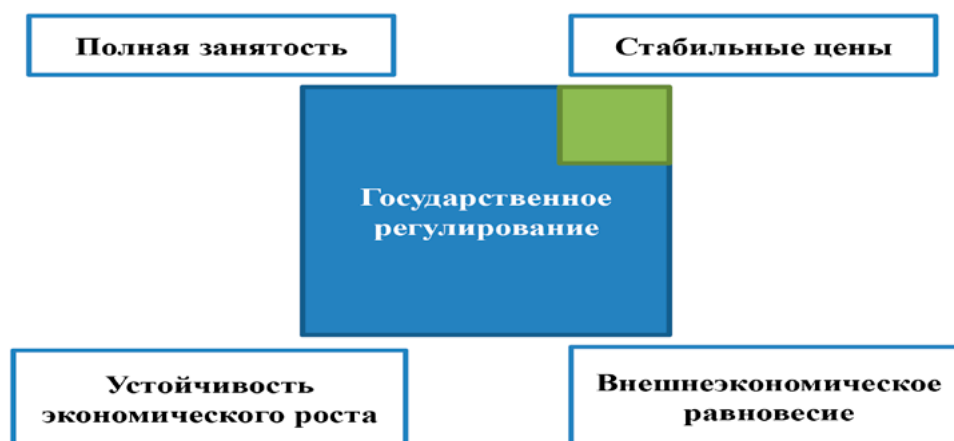 Полная занятость
Стабильные цены
Государственное
регулирование
Устойчивость
экономического роста
Внешнеэкономическое
равновесие